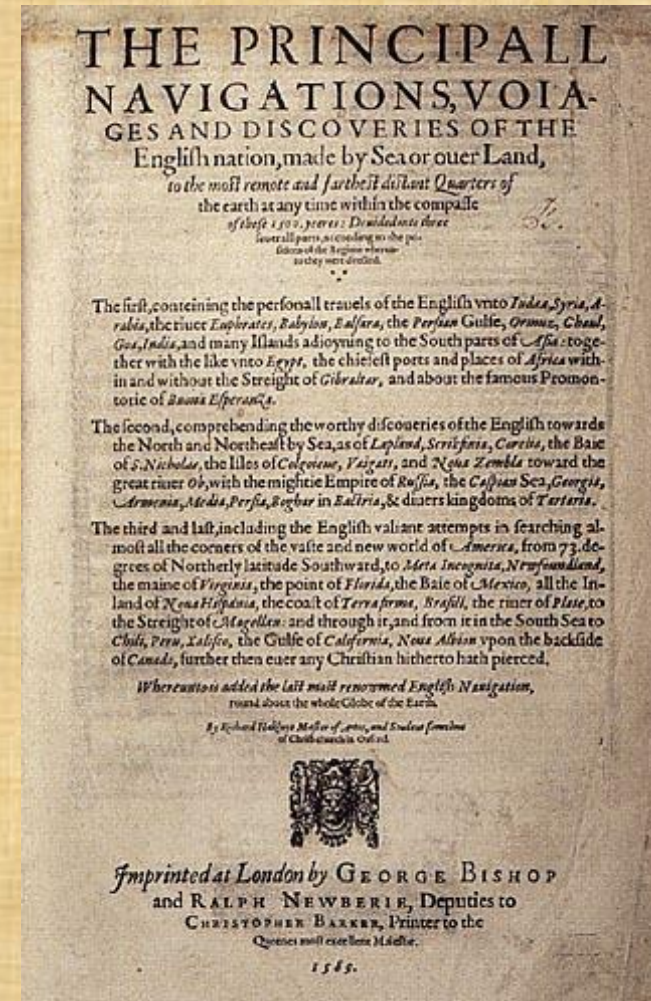 THE PRINCIPALL
NAVIGATIONS, VOIA-
GES AND DISCOVERIES OF THE
Engliſh nation, made by Sea or ouer Land,
to the moſt remote and fartheſt diſtant Quarters of
the earth at any time within the compaſſe
of theſe 1500. yeeres: Deuided into three
ſeuerall parts, according to the po-
ſitions of the Regions wherun-
to they were directed.
The firſt, conteining the perſonall trauels of the Engliſh vnto Iudæa, Syria, A-
rabia, the riuer Euphrates, Babylon, Balſara, the Perſian Gulfe, Ormuz, Chaul,
Goa, India, and many Iſlands adioyning to the South parts of Aſia: toge-
ther with the like vnto Egypt, the chiefeſt ports and places of Africa with-
in and without the Streight of Gibraltar, and about the famous Promon-
torie of Buona Eſperanza.
The ſecond, comprehending the worthy diſcoueries of the Engliſh towards
the North and Northeaſt by Sea, as of Lapland, Scrikfinia, Corelia, the Baie
of S. Nicholas, the Iſles of Colgoieue, Vaigats, and Noua Zembla toward the
great riuer Ob, with the mightie Empire of Ruſſia, the Caſpian Sea, Georgia,
Armenia, Media, Perſia, Boghar in Bactria, & diuers kingdoms of Tartaria.
The third and laſt, including the Engliſh valiant attempts in ſearching al-
moſt all the corners of the vaſte and new world of America, from 73. de-
grees of Northerly latitude Southward, to Meta Incognita, Newfoundland,
the maine of Virginia, the point of Florida, the Baie of Mexico, all the In-
land of Noua Hiſpania, the coaſt of Terra firma, Braſill, the riuer of Plate, to
the Streight of Magellan: and through it, and from it in the South Sea to
Chili, Peru, Xaliſco, the Gulfe of California, Noua Albion vpon the backſide
of Canada, further then euer any Chriſtian hitherto hath pierced.
Whereunto is added the laſt moſt renowmed Engliſh Nauigation,
round about the whole Globe of the Earth.
By Richard Hakluyt Maſter of Artes, and Student ſometime
of Chriſt-church in Oxford.
Imprinted at London by GEORGE BISHOP
and RALPH NEWBERIE, Deputies to
CHRISTOPHER BARKER, Printer to the
Queenes moſt excellent Maieſtie.
1589.